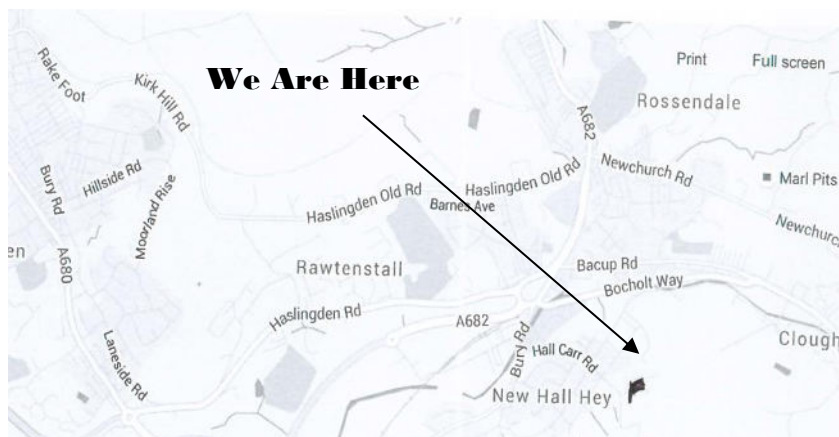 Print
Full screen
Rake Foot
Kirk Hill Rd
We Are Here
Rossendale
A682
Hillside Rd
Bury Rd
Moorland Rise
Haslingden Old Rd
Haslingden Old Rd
Barnes Ave
Newchurch Rd
Marl Pits
Newchurc
en
A680
Rawtenstall
Bacup Rd
Bocholt Way
Haslingden Rd
A682
Laneside Rd
Bury Rd
Hall Carr Rd
Clough
New Hall Hey